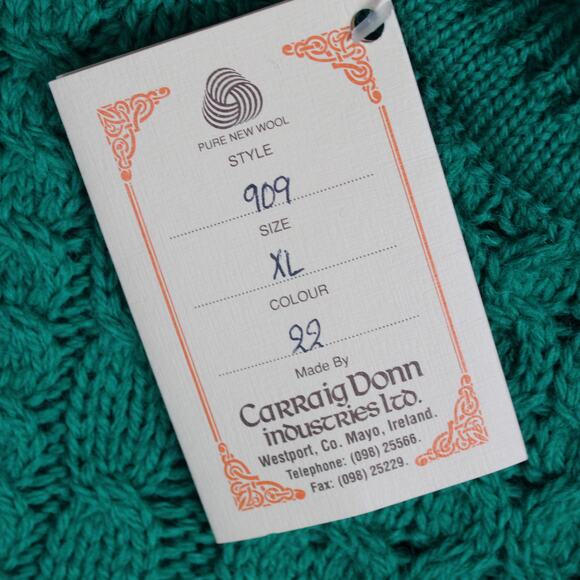 PURE NEW WOOL
STYLE
909
SIZE
XL
COLOUR
22
Made By
Carraig Donn
industries ltd.
Westport, Co. Mayo, Ireland.
Telephone: (098) 25566.
Fax: (098) 25229.